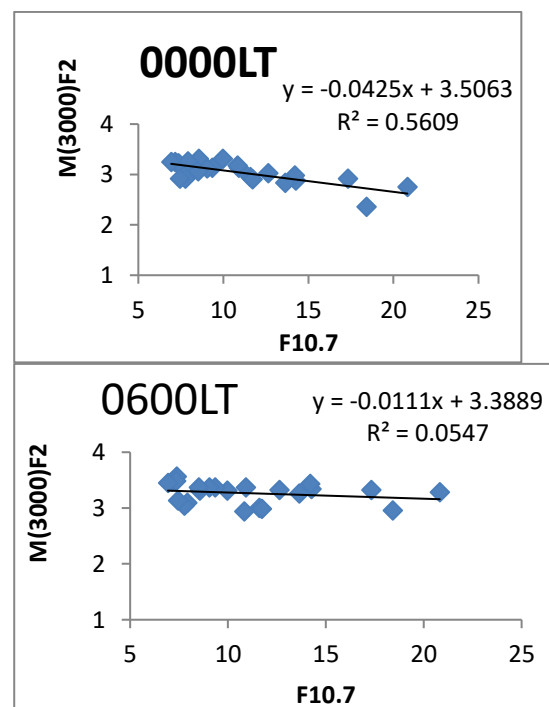 0000LT
y = -0.0425x + 3.5063
R² = 0.5609
M(3000)F2
4
3
2
1
5 10 15 20 25
F10.7
0600LT
y = -0.0111x + 3.3889
R² = 0.0547
M(3000)F2
4
3
2
1
5 10 15 20 25
F10.7